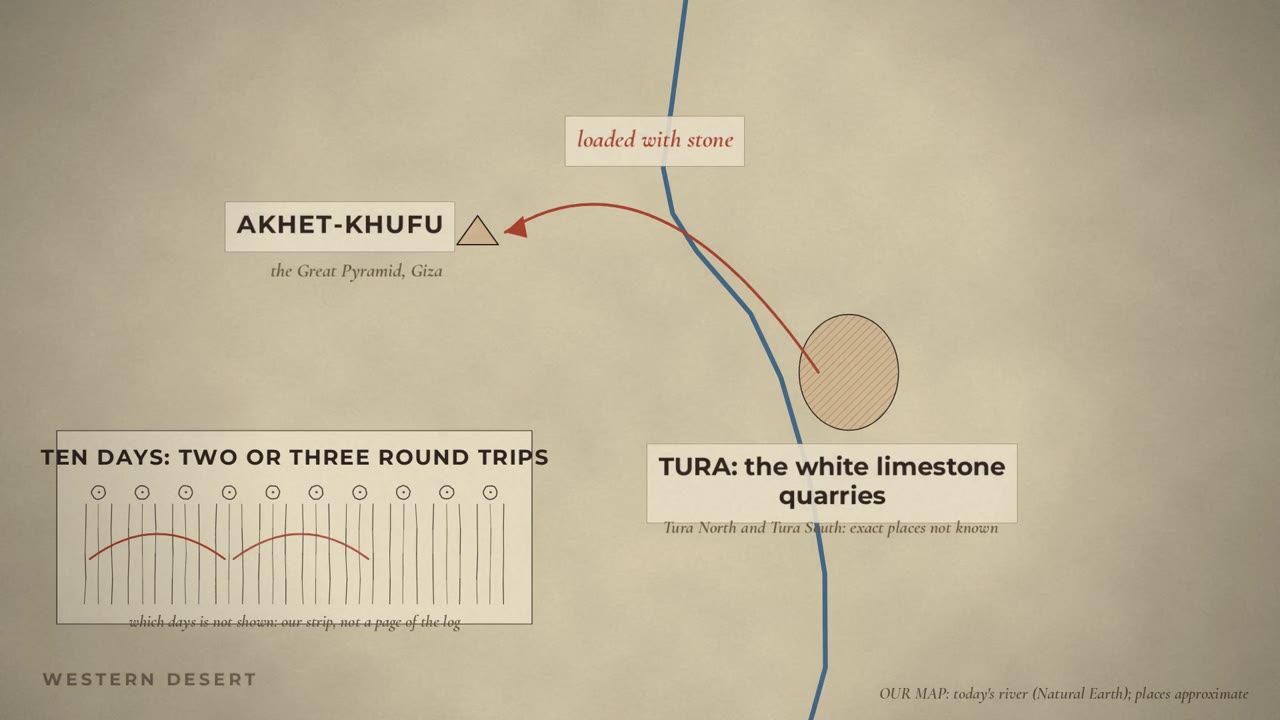 loaded with stone
AKHET-KHUFU
the Great Pyramid, Giza
TEN DAYS: TWO OR THREE ROUND TRIPS
TURA: the white limestone
quarries
Tura North and Tura South: exact places not known
which days is not shown: our strip, not a page of the log
WESTERN DESERT
OUR MAP: today's river (Natural Earth); places approximate